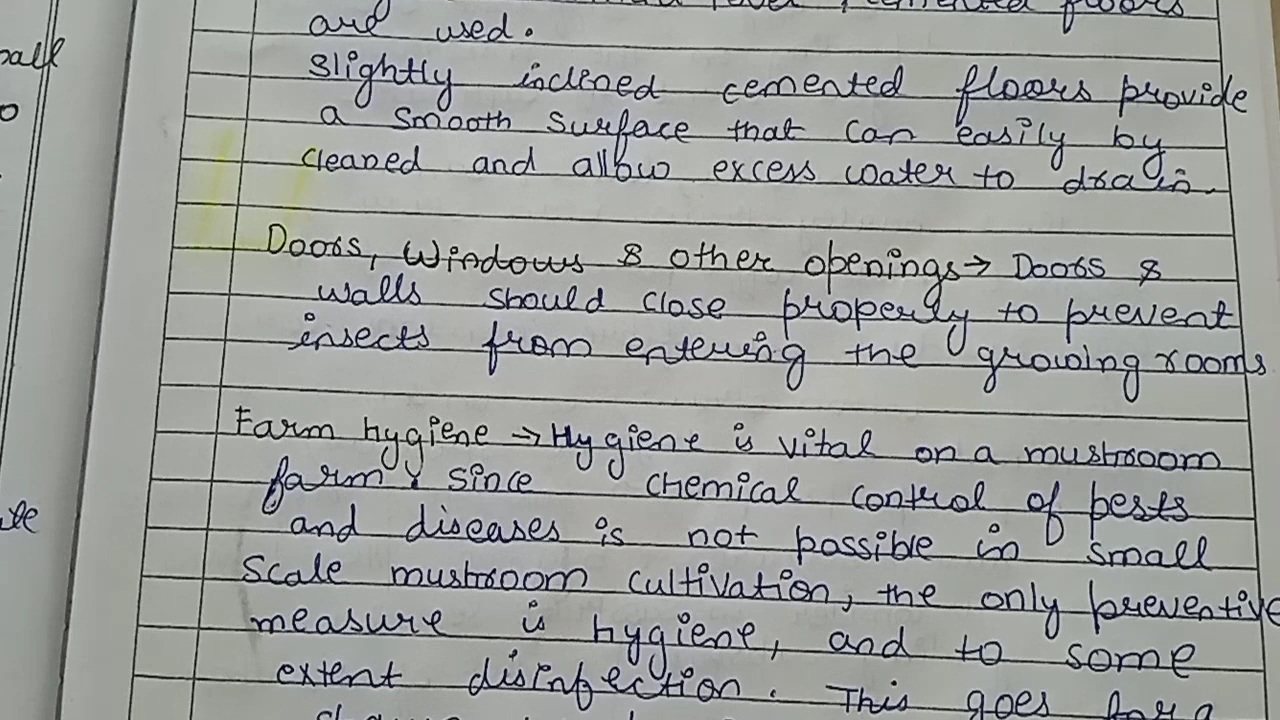 floors
are used.
slightly inclined cemented floors provide
a smooth surface that can easily by
cleaned and allow excess water to drain.
Doors, Windows & other openings → Doors &
walls should close properly to prevent
insects from entering the growing rooms
Farm hygiene → Hygiene is vital on a mushroom
farm. since chemical control of pests
and diseases is not possible in small
scale mushroom cultivation, the only preventive
measure is hygiene, and to some
extent disinfection. This goes for a